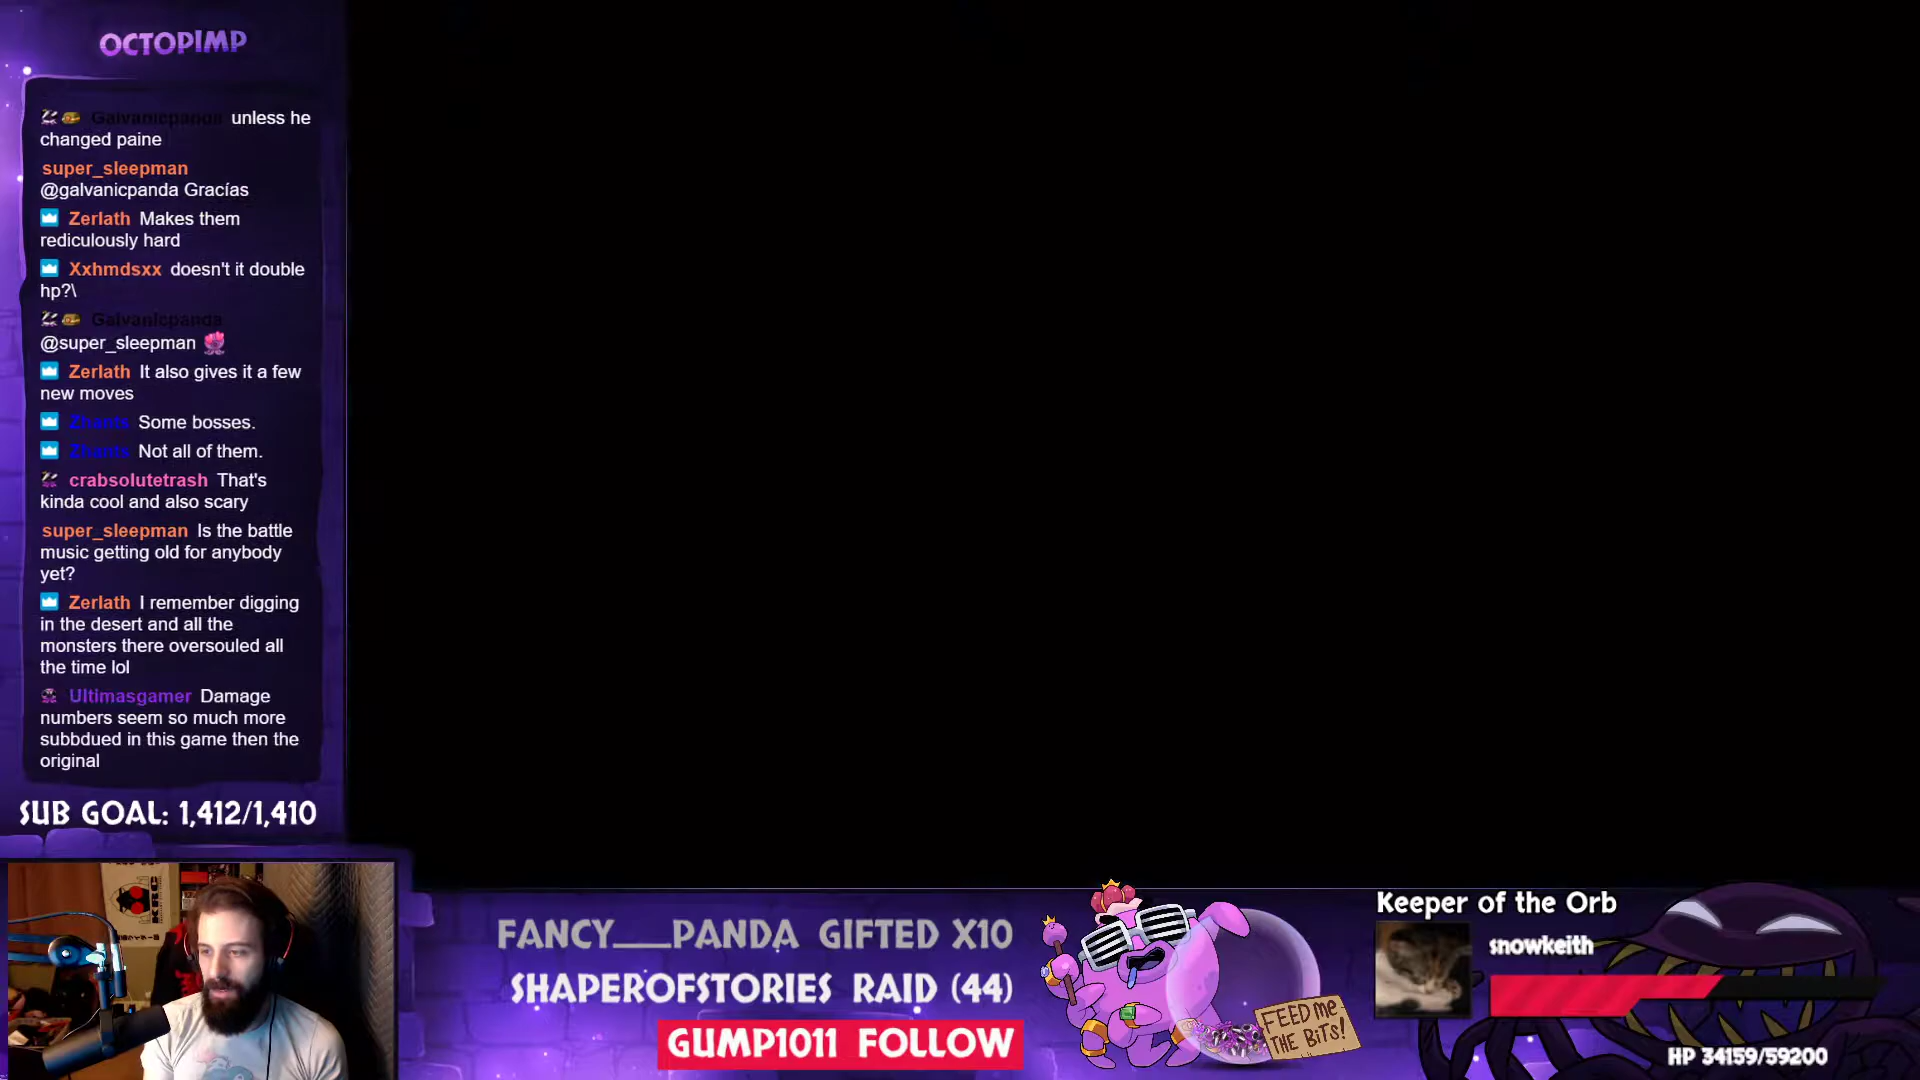 OCTOPIMP
Galvanicpanda unless he
changed paine
super_sleepman
@galvanicpanda Gracías
Zerlath Makes them
rediculously hard
Xxhmdsxx doesn't it double
hp?\
Galvanicpanda
@super_sleepman
Zerlath It also gives it a few
new moves
Zhants Some bosses.
Zhants Not all of them.
crabsolutetrash That's
kinda cool and also scary
super_sleepman Is the battle
music getting old for anybody
yet?
Zerlath I remember digging
in the desert and all the
monsters there oversouled all
the time lol
Ultimasgamer Damage
numbers seem so much more
subbdued in this game then the
original
SUB GOAL: 1,412/1,410
FANCY__PANDA GIFTED X10
SHAPEROFSTORIES RAID (44)
GUMP1011 FOLLOW
FEED ME
THE BITS!
Keeper of the Orb
snowkeith
HP 34159/59200